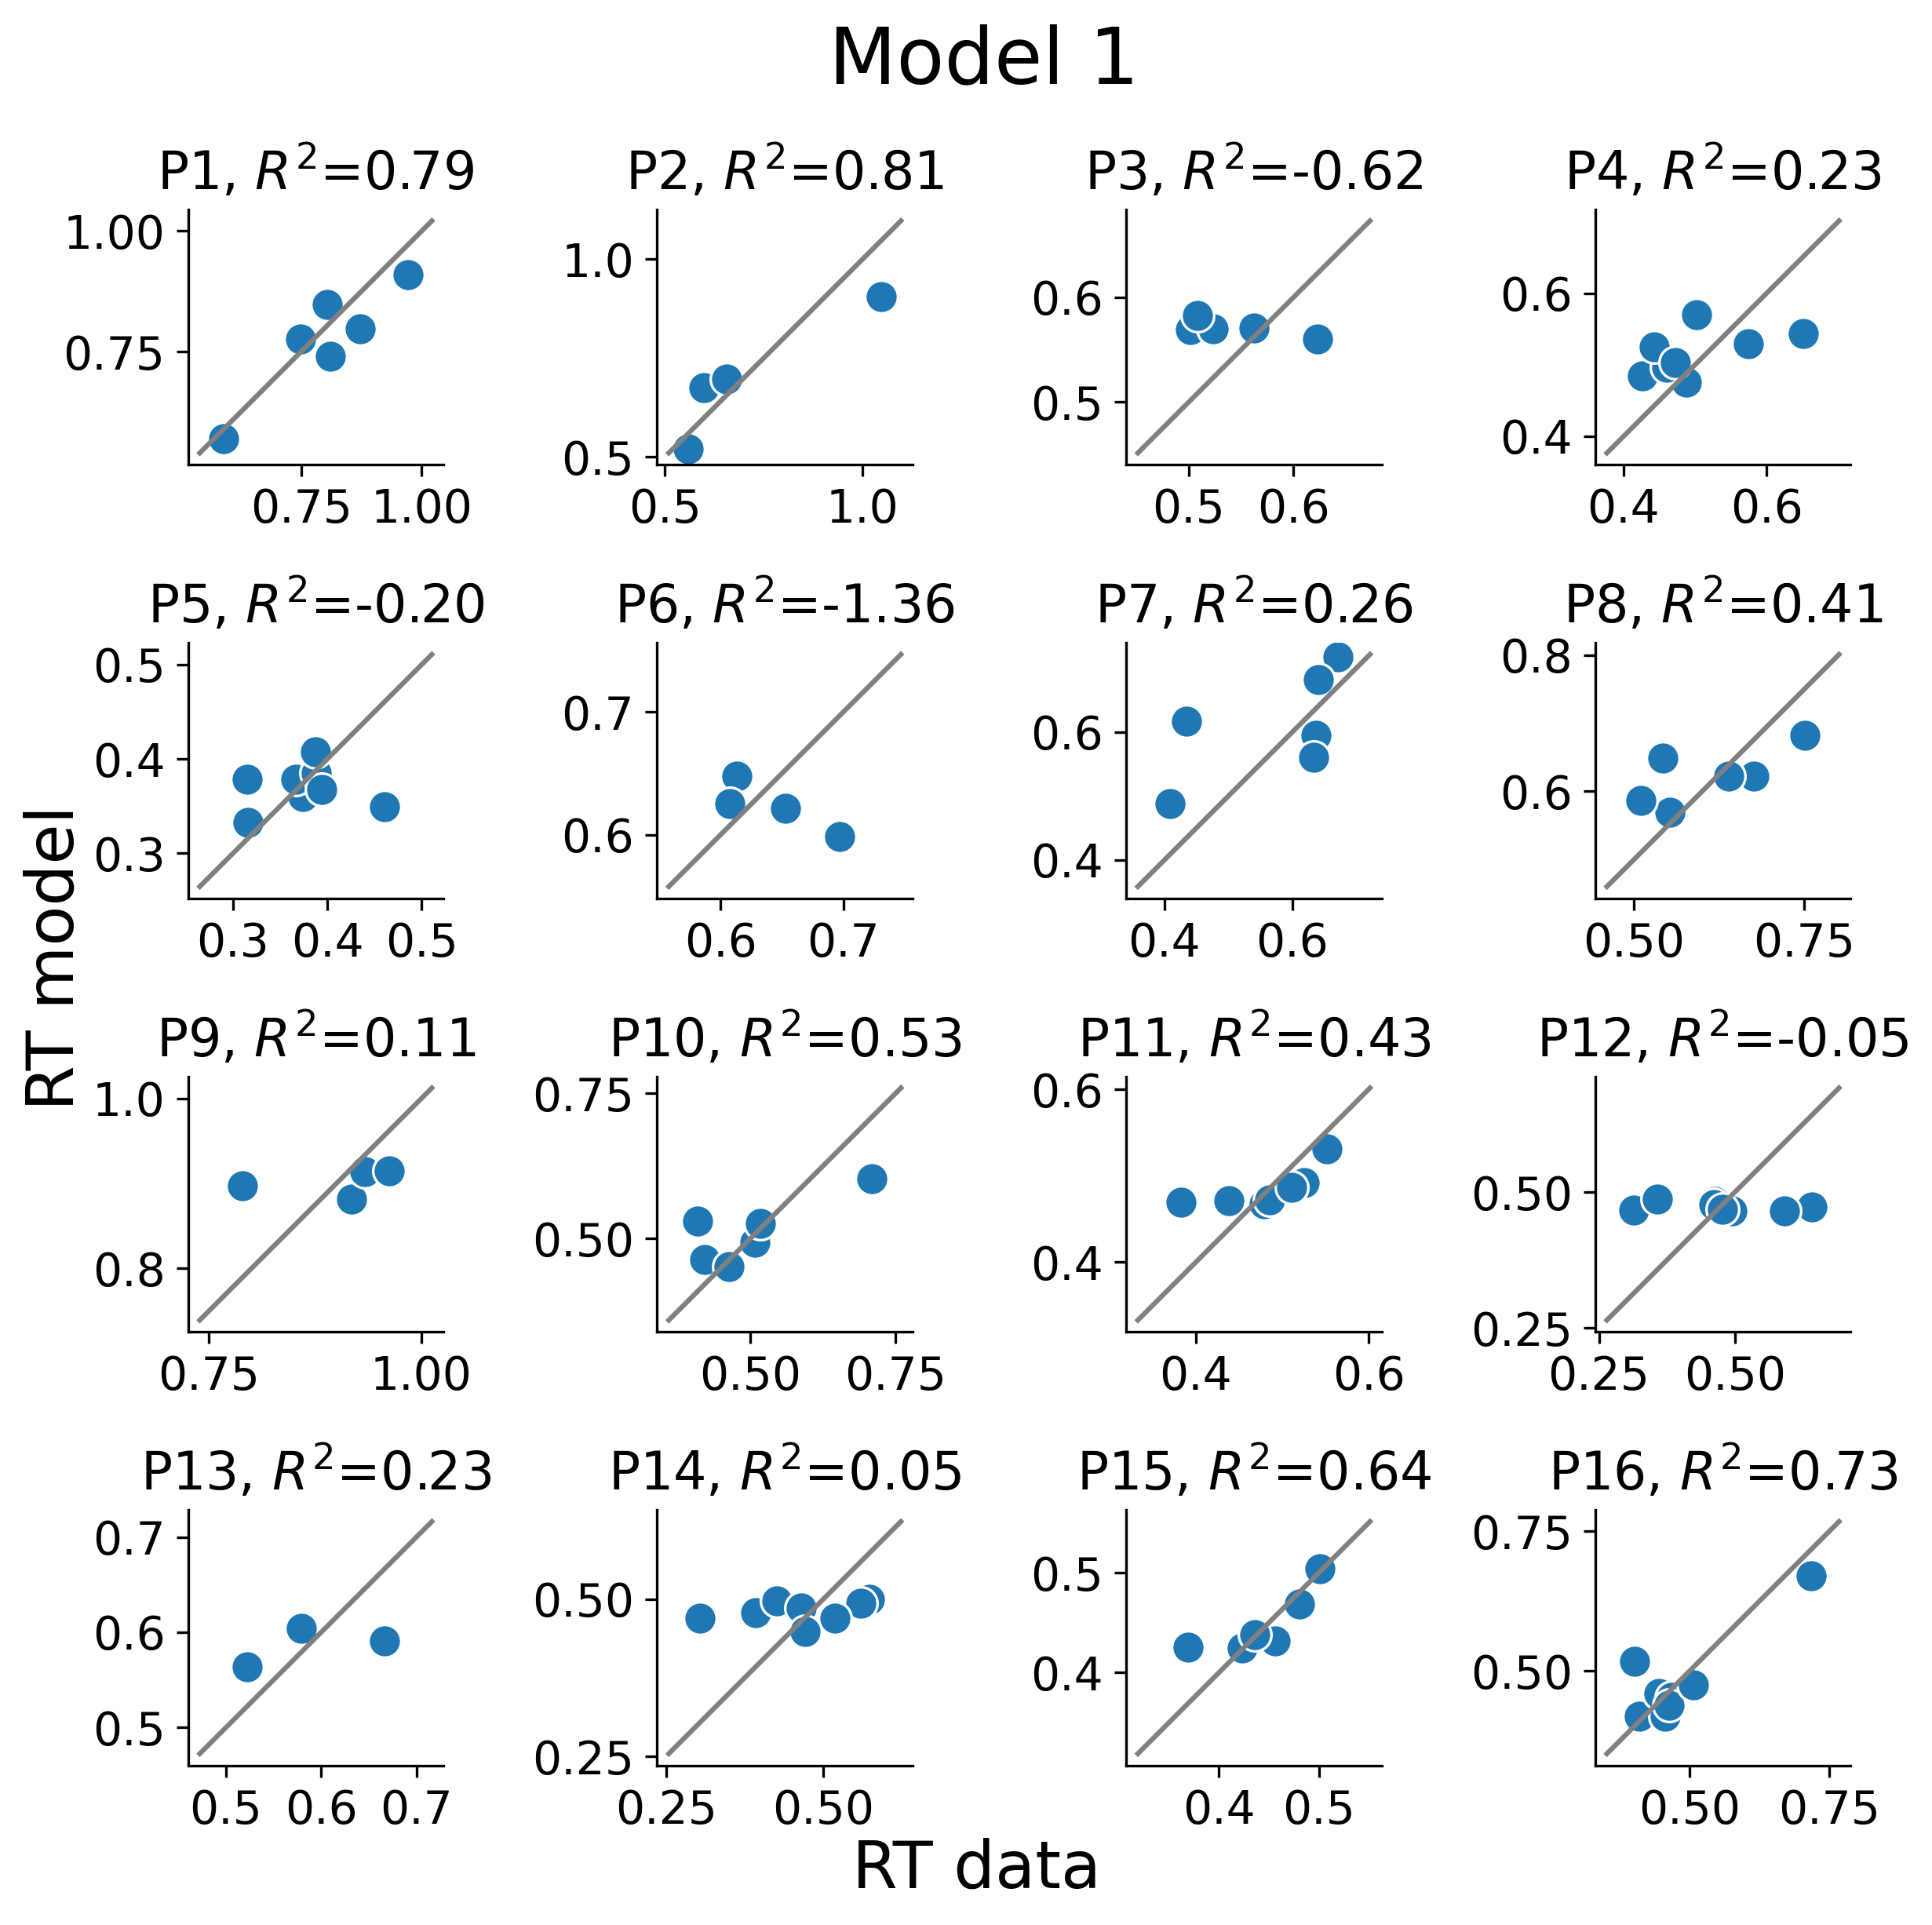 Model 1
P1, R²=0.79
P2, R²=0.81
P3, R²=-0.62
P4, R²=0.23
1.00
0.75
0.75 1.00
1.0
0.5
0.5 1.0
0.6
0.5
0.5 0.6
0.6
0.4
0.4 0.6
P5, R²=-0.20
P6, R²=-1.36
P7, R²=0.26
P8, R²=0.41
0.5
0.4
0.3
0.3 0.4 0.5
0.7
0.6
0.6 0.7
0.6
0.4
0.4 0.6
0.8
0.6
0.50 0.75
RT model
P9, R²=0.11
P10, R²=0.53
P11, R²=0.43
P12, R²=-0.05
1.0
0.8
0.75 1.00
0.75
0.50
0.50 0.75
0.6
0.4
0.4 0.6
0.50
0.25
0.25 0.50
P13, R²=0.23
P14, R²=0.05
P15, R²=0.64
P16, R²=0.73
0.7
0.6
0.5
0.5 0.6 0.7
0.50
0.25
0.25 0.50
0.5
0.4
0.4 0.5
0.75
0.50
0.50 0.75
RT data